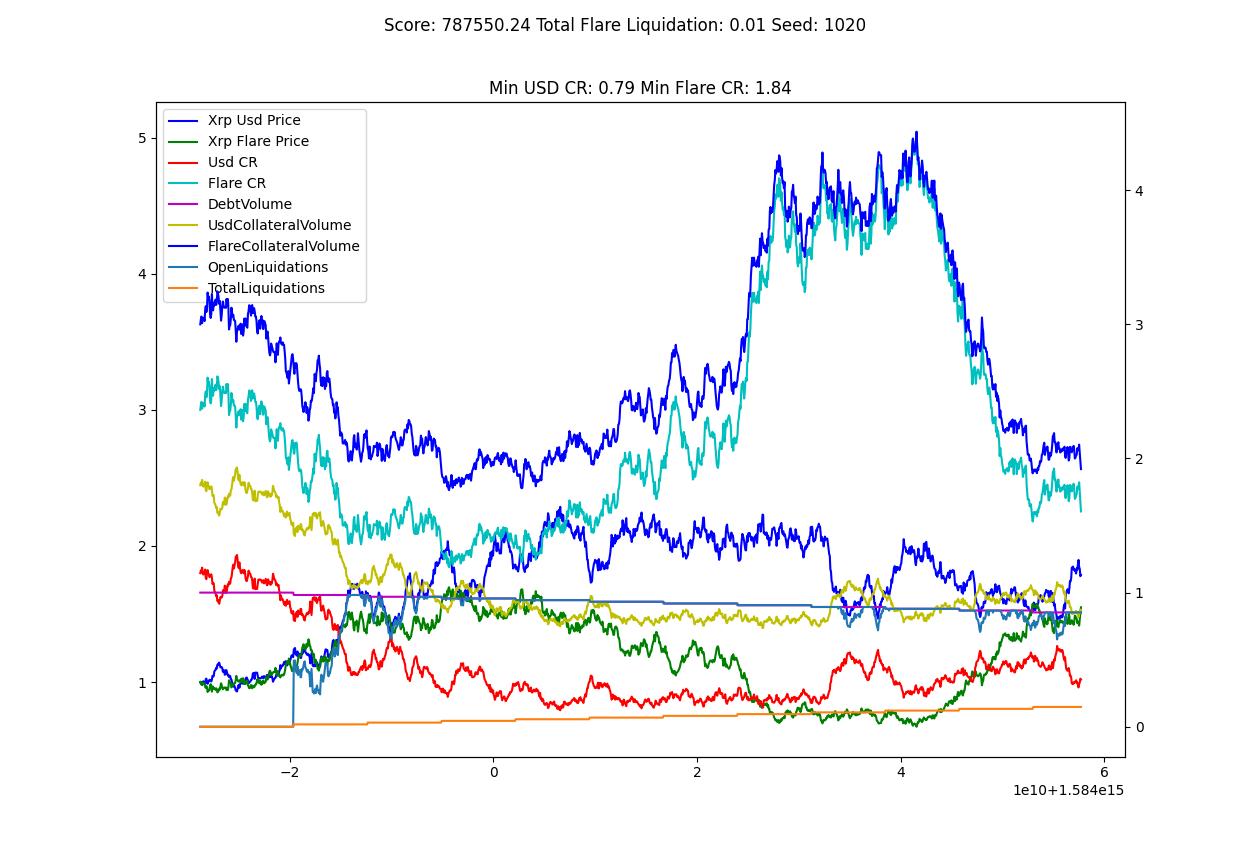 Score: 787550.24 Total Flare Liquidation: 0.01 Seed: 1020
Min USD CR: 0.79 Min Flare CR: 1.84
Xrp Usd Price
Xrp Flare Price
Usd CR
Flare CR
DebtVolume
UsdCollateralVolume
FlareCollateralVolume
OpenLiquidations
TotalLiquidations
5
4
3
2
1
4
3
2
1
0
−2
0
2
4
6
1e10+1.584e15